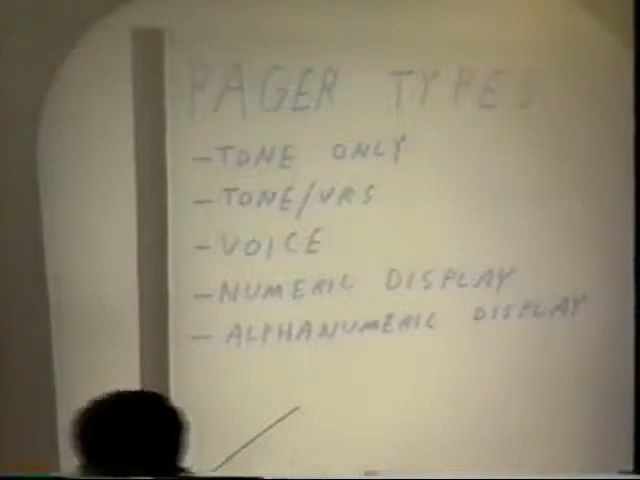 PAGER TYPES
-TONE ONLY
-TONE/VRS
-VOICE
-NUMERIC DISPLAY
-ALPHANUMERIC DISPLAY